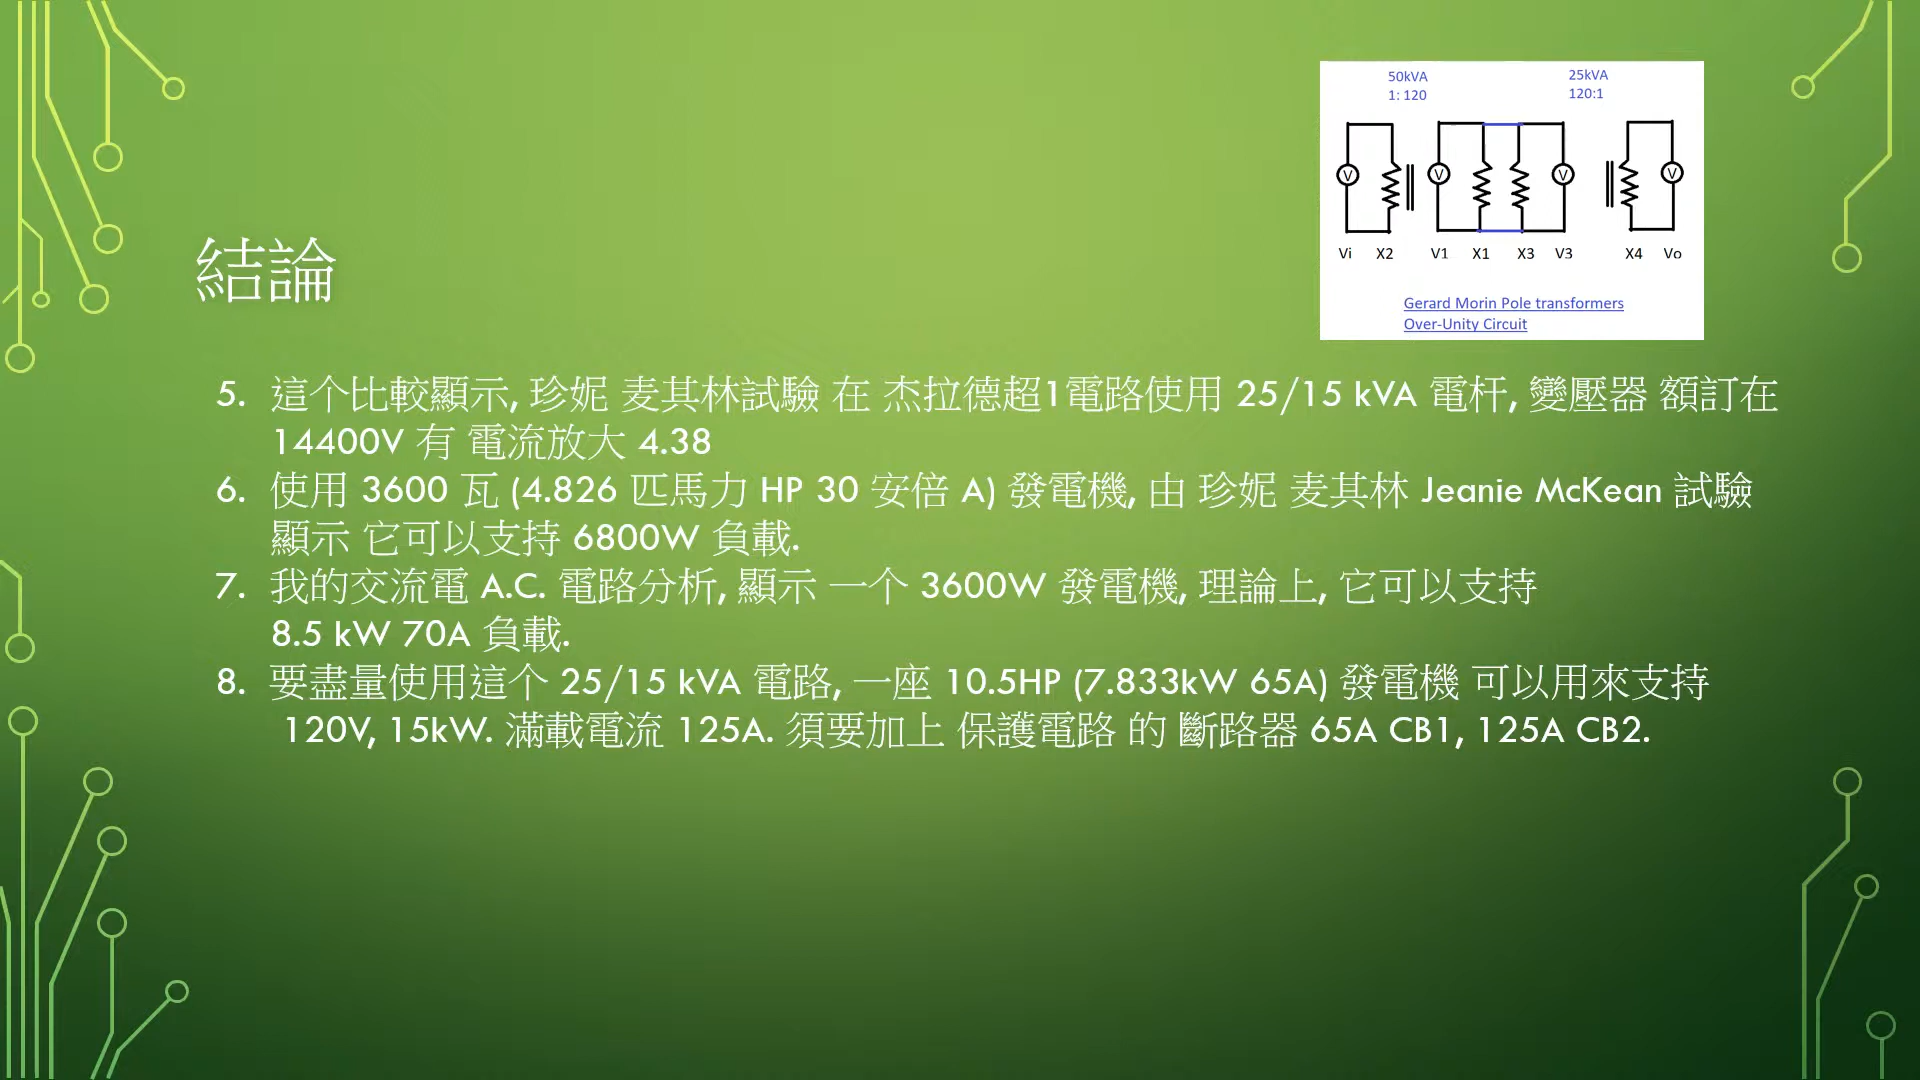 50kVA
1: 120
25kVA
120:1
V
V
V
V
Vi X2 V1 X1 X3 V3 X4 Vo
Gerard Morin Pole transformers
Over-Unity Circuit
結論
5. 這个比較顯示, 珍妮 麦其林試驗 在 杰拉德超1電路使用 25/15 kVA 電杆, 變壓器 額訂在
14400V 有 電流放大 4.38
6. 使用 3600 瓦 (4.826 匹馬力 HP 30 安倍 A) 發電機, 由 珍妮 麦其林 Jeanie McKean 試驗
顯示 它可以支持 6800W 負載.
7. 我的交流電 A.C. 電路分析, 顯示 一个 3600W 發電機, 理論上, 它可以支持
8.5 kW 70A 負載.
8. 要盡量使用這个 25/15 kVA 電路, 一座 10.5HP (7.833kW 65A) 發電機 可以用來支持
120V, 15kW. 滿載電流 125A. 須要加上 保護電路 的 斷路器 65A CB1, 125A CB2.